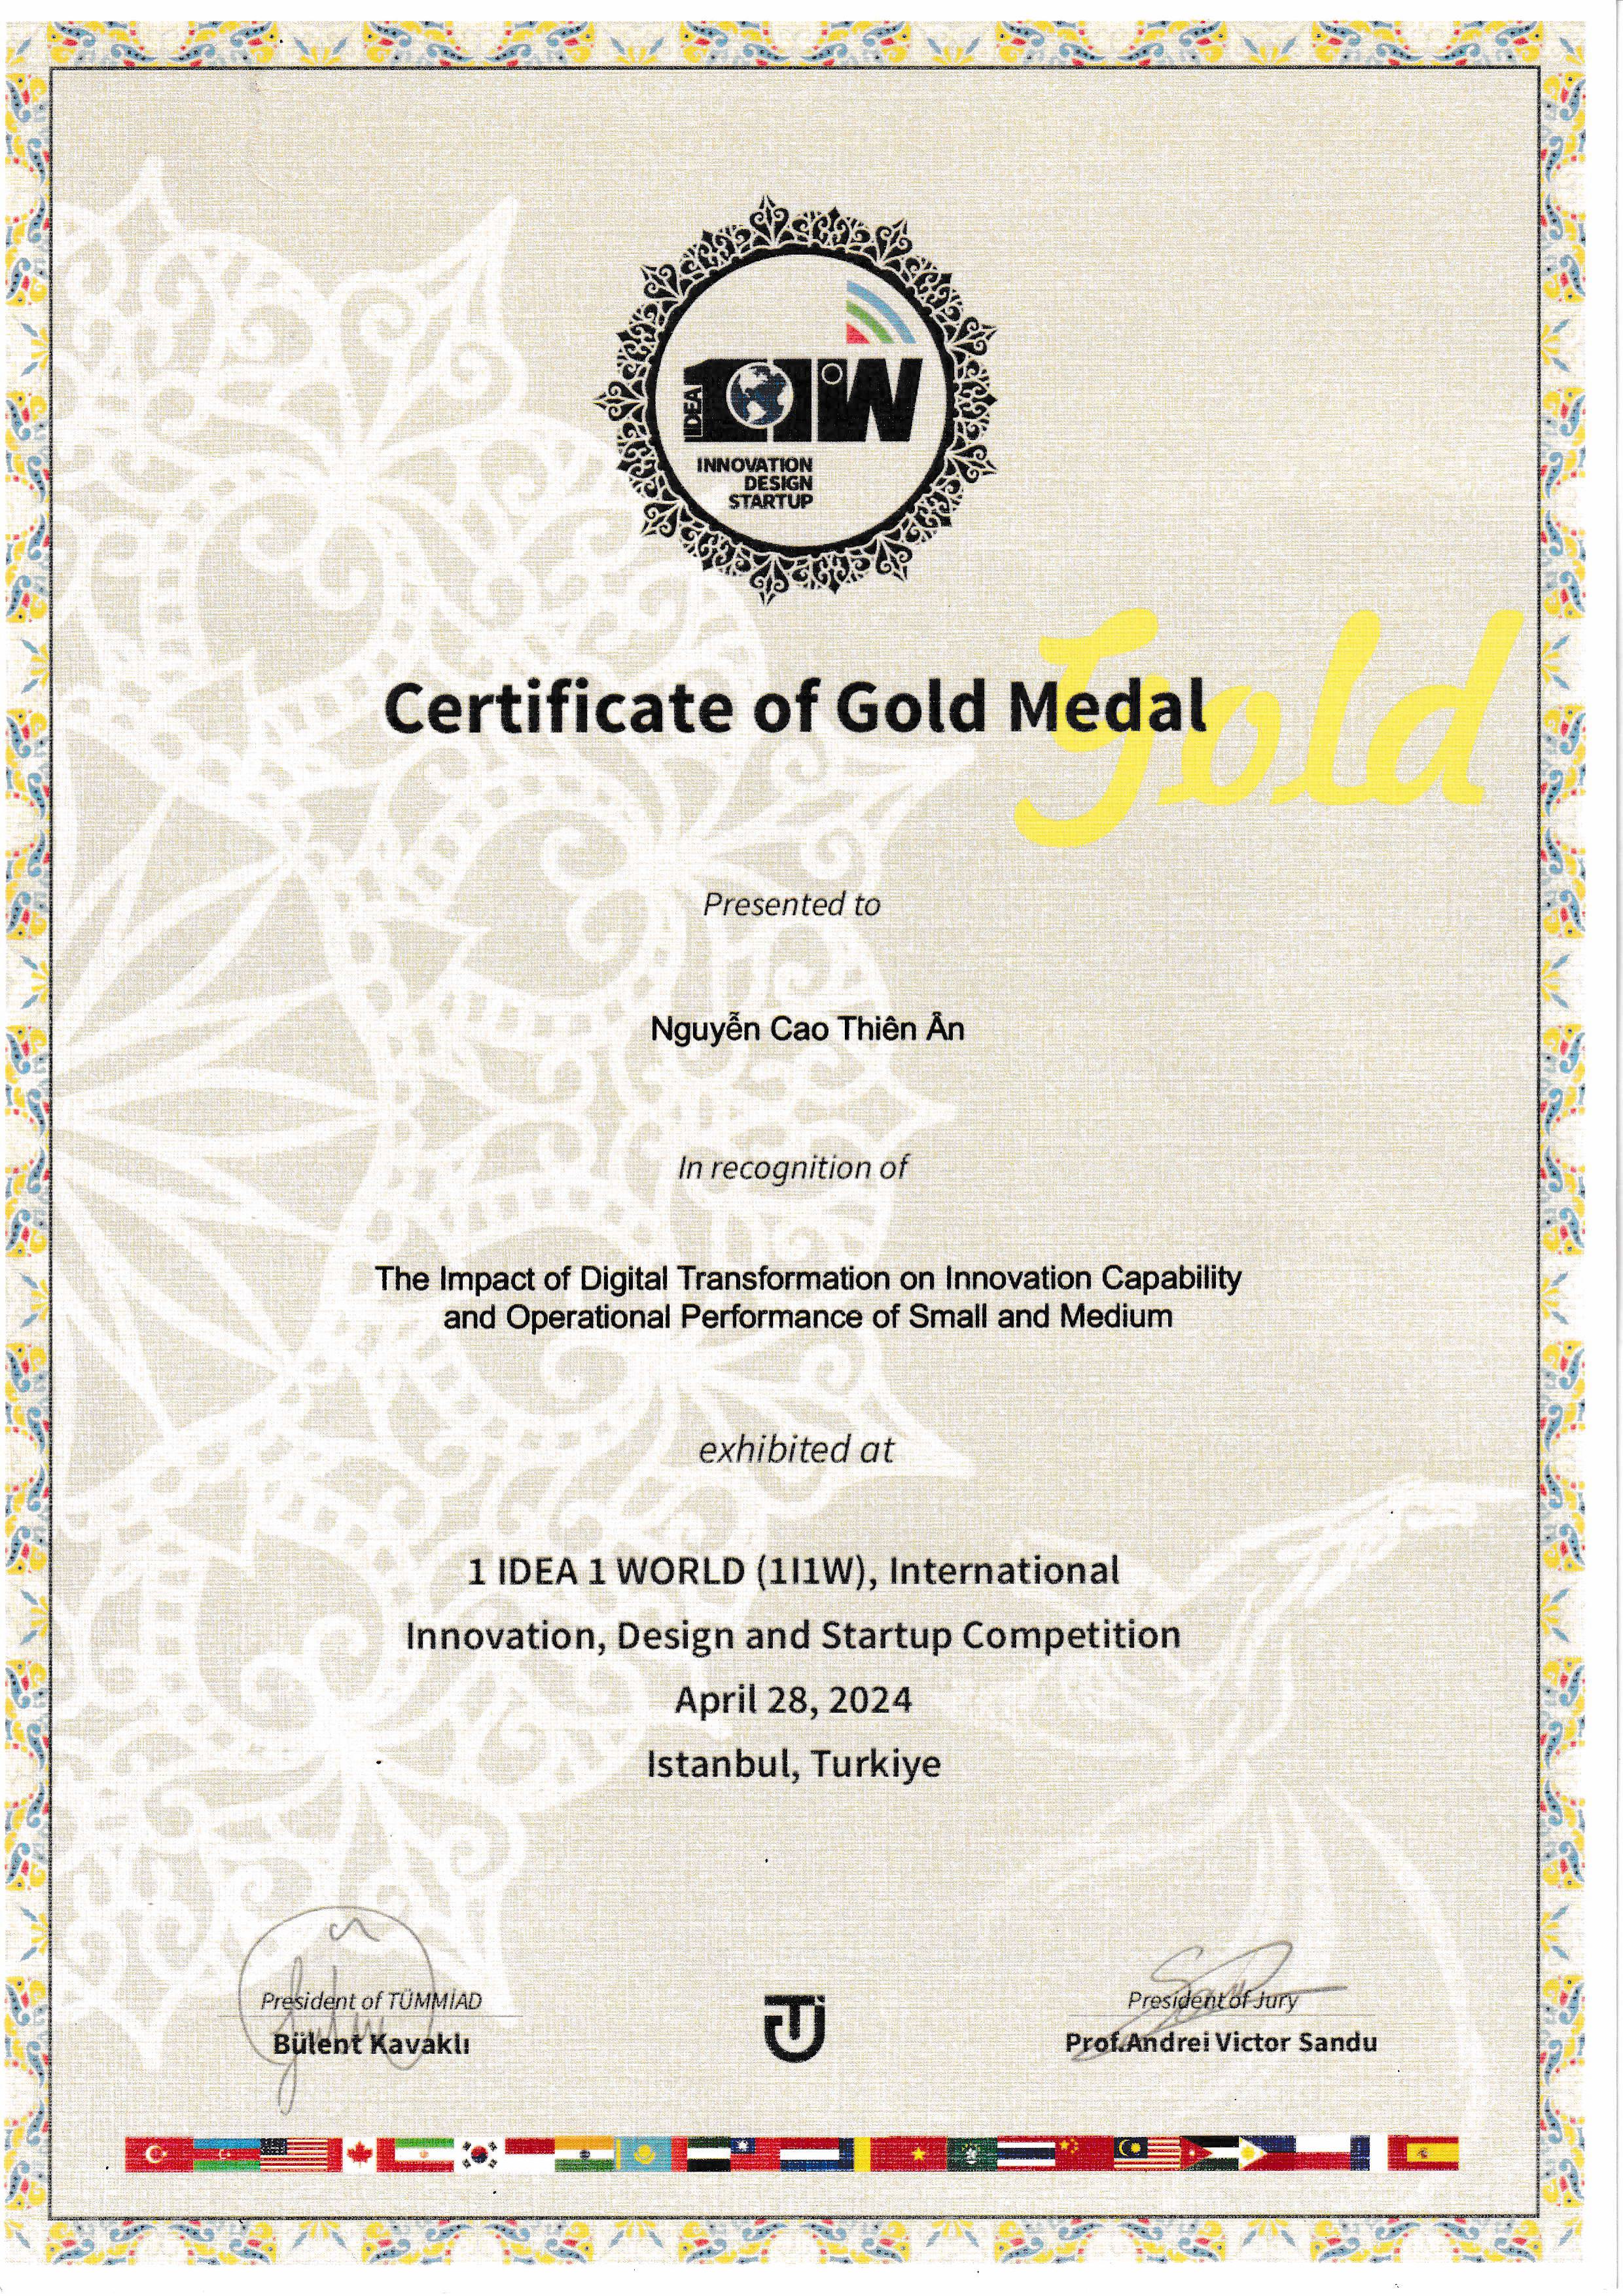 IDEA 1 1 W
INNOVATION
DESIGN
STARTUP
Gold
Certificate of Gold Medal
Presented to
Nguyễn Cao Thiên Ân
In recognition of
The Impact of Digital Transformation on Innovation Capability
and Operational Performance of Small and Medium
exhibited at
1 IDEA 1 WORLD (1I1W), International
Innovation, Design and Startup Competition
April 28, 2024
Istanbul, Turkiye
President of TÜMMİAD
Bülent Kavaklı
President of Jury
Prof.Andrei Victor Sandu